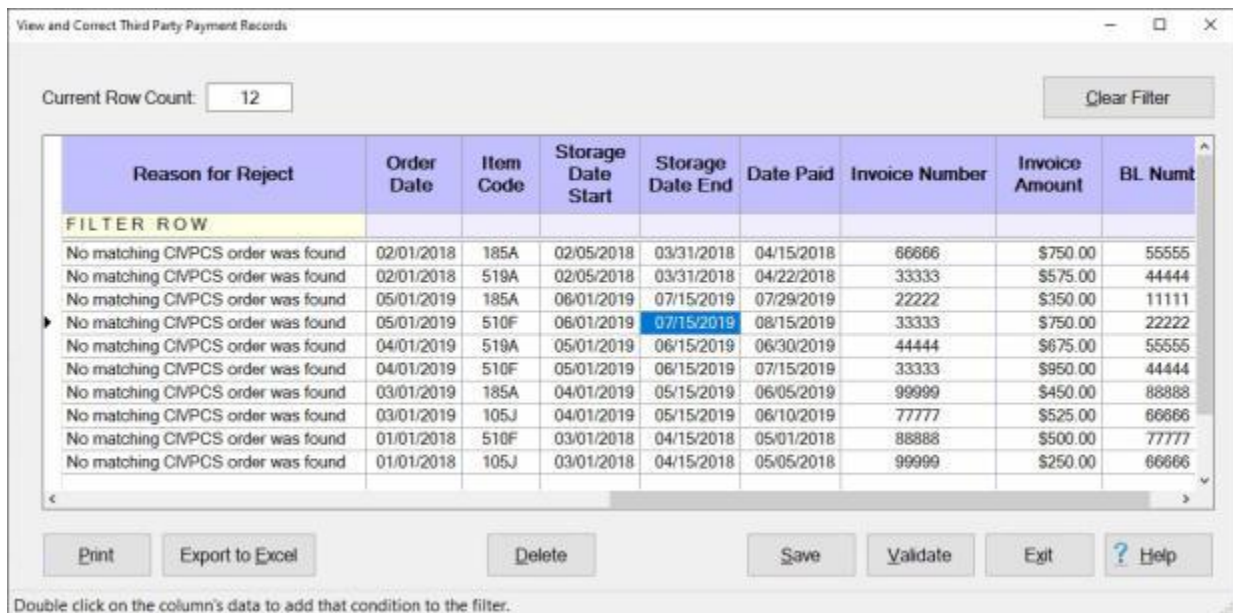 View and Correct Third Party Payment Records
Current Row Count: 12 Clear Filter
Reason for Reject Order Date Item Code Storage Date Start Storage Date End Date Paid Invoice Number Invoice Amount BL Numb
FILTER ROW
No matching CIVPCS order was found 02/01/2018 185A 02/05/2018 03/31/2018 04/15/2018 66666 $750.00 55555
No matching CIVPCS order was found 02/01/2018 519A 02/05/2018 03/31/2018 04/22/2018 33333 $575.00 44444
No matching CIVPCS order was found 05/01/2019 185A 06/01/2019 07/15/2019 07/29/2019 22222 $350.00 11111
No matching CIVPCS order was found 05/01/2019 510F 06/01/2019 07/15/2019 08/15/2019 33333 $750.00 22222
No matching CIVPCS order was found 04/01/2019 519A 05/01/2019 06/15/2019 06/30/2019 44444 $675.00 55555
No matching CIVPCS order was found 04/01/2019 510F 05/01/2019 06/15/2019 07/15/2019 33333 $950.00 44444
No matching CIVPCS order was found 03/01/2019 185A 04/01/2019 05/15/2019 06/05/2019 99999 $450.00 88888
No matching CIVPCS order was found 03/01/2019 105J 04/01/2019 05/15/2019 06/10/2019 77777 $525.00 66666
No matching CIVPCS order was found 01/01/2018 510F 03/01/2018 04/15/2018 05/01/2018 88888 $500.00 77777
No matching CIVPCS order was found 01/01/2018 105J 03/01/2018 04/15/2018 05/05/2018 99999 $250.00 66666
Print Export to Excel Delete Save Validate Exit ? Help
Double click on the column's data to add that condition to the filter.